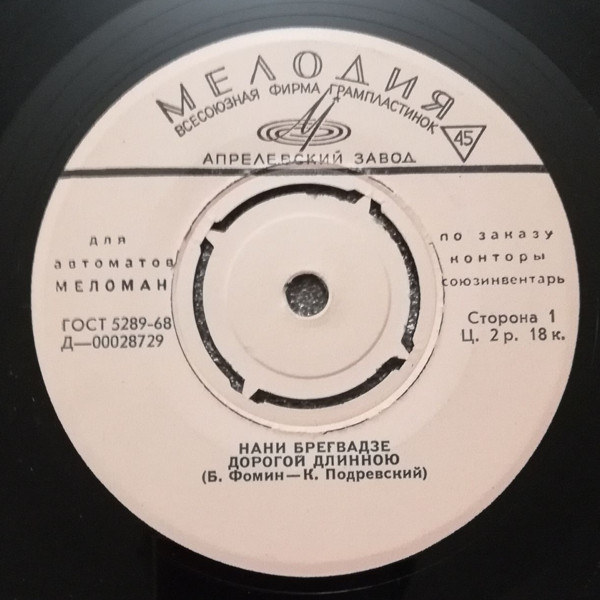 МЕЛОДИЯ
ВСЕСОЮЗНАЯ ФИРМА ГРАМПЛАСТИНОК
45
АПРЕЛЕВСКИЙ ЗАВОД
для
автоматов
МЕЛОМАН
по заказу
конторы
союзинвентарь
ГОСТ 5289-68
Д—00028729
Сторона 1
Ц. 2 р. 18 к.
НАНИ БРЕГВАДЗЕ
ДОРОГОЙ ДЛИННОЮ
(Б. Фомин—К. Подревский)